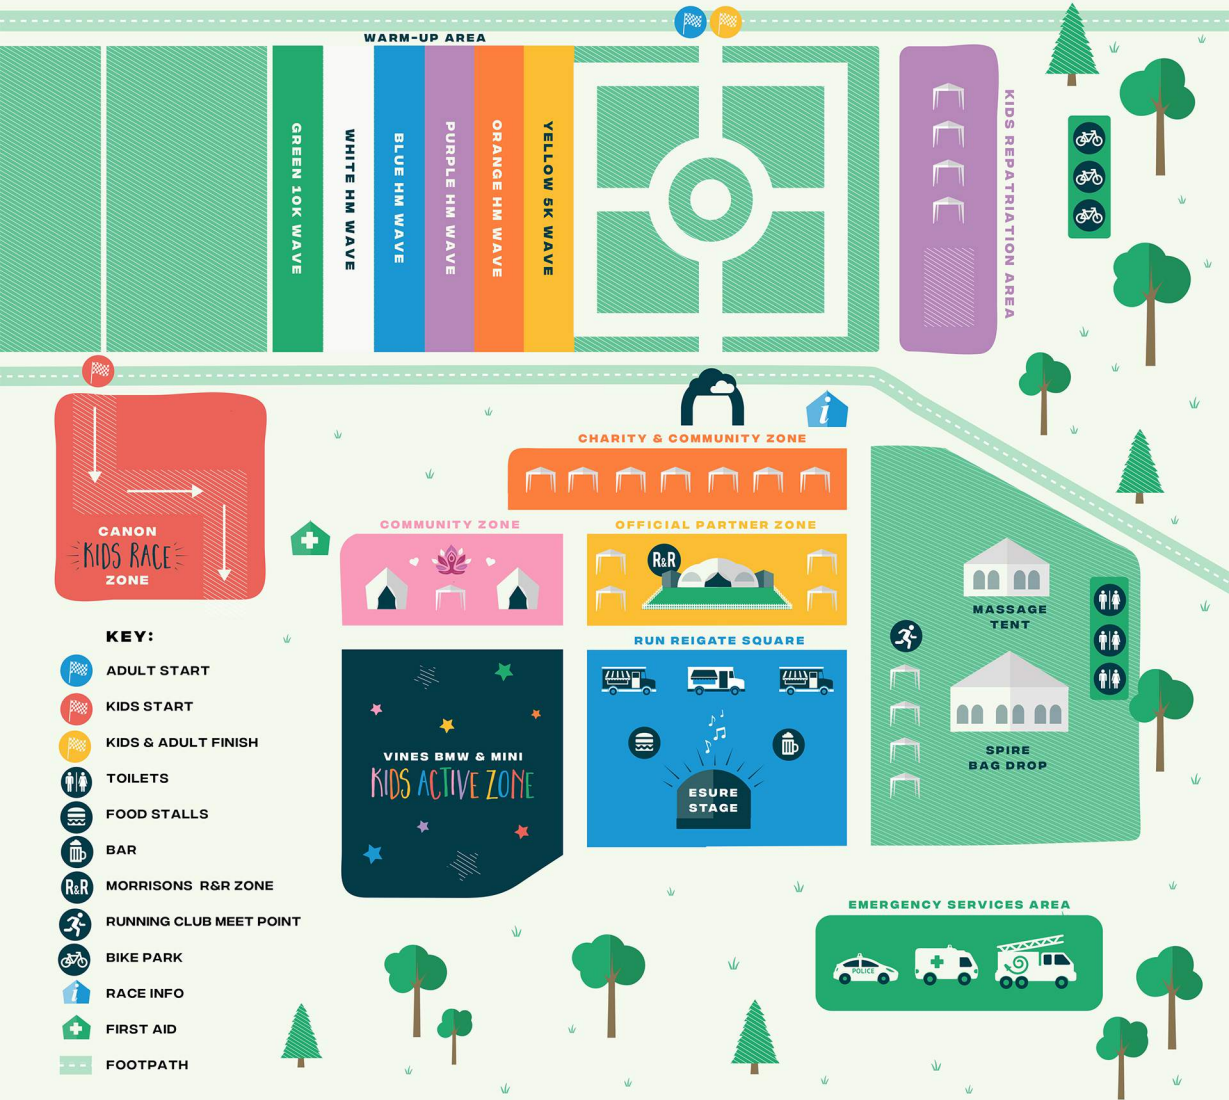 WARM-UP AREA
GREEN 10K WAVE
WHITE HM WAVE
BLUE HM WAVE
PURPLE HM WAVE
ORANGE HM WAVE
YELLOW 5K WAVE
KIDS REPATRIATION AREA
i
CHARITY & COMMUNITY ZONE
COMMUNITY ZONE
OFFICIAL PARTNER ZONE
R&R
CANON
KIDS RACE
ZONE
MASSAGE
TENT
RUN REIGATE SQUARE
SPIRE
BAG DROP
VINES BMW & MINI
KIDS ACTIVE ZONE
ESURE
STAGE
EMERGENCY SERVICES AREA
POLICE
KEY:
ADULT START
KIDS START
KIDS & ADULT FINISH
TOILETS
FOOD STALLS
BAR
R&R MORRISONS R&R ZONE
RUNNING CLUB MEET POINT
BIKE PARK
i RACE INFO
FIRST AID
FOOTPATH